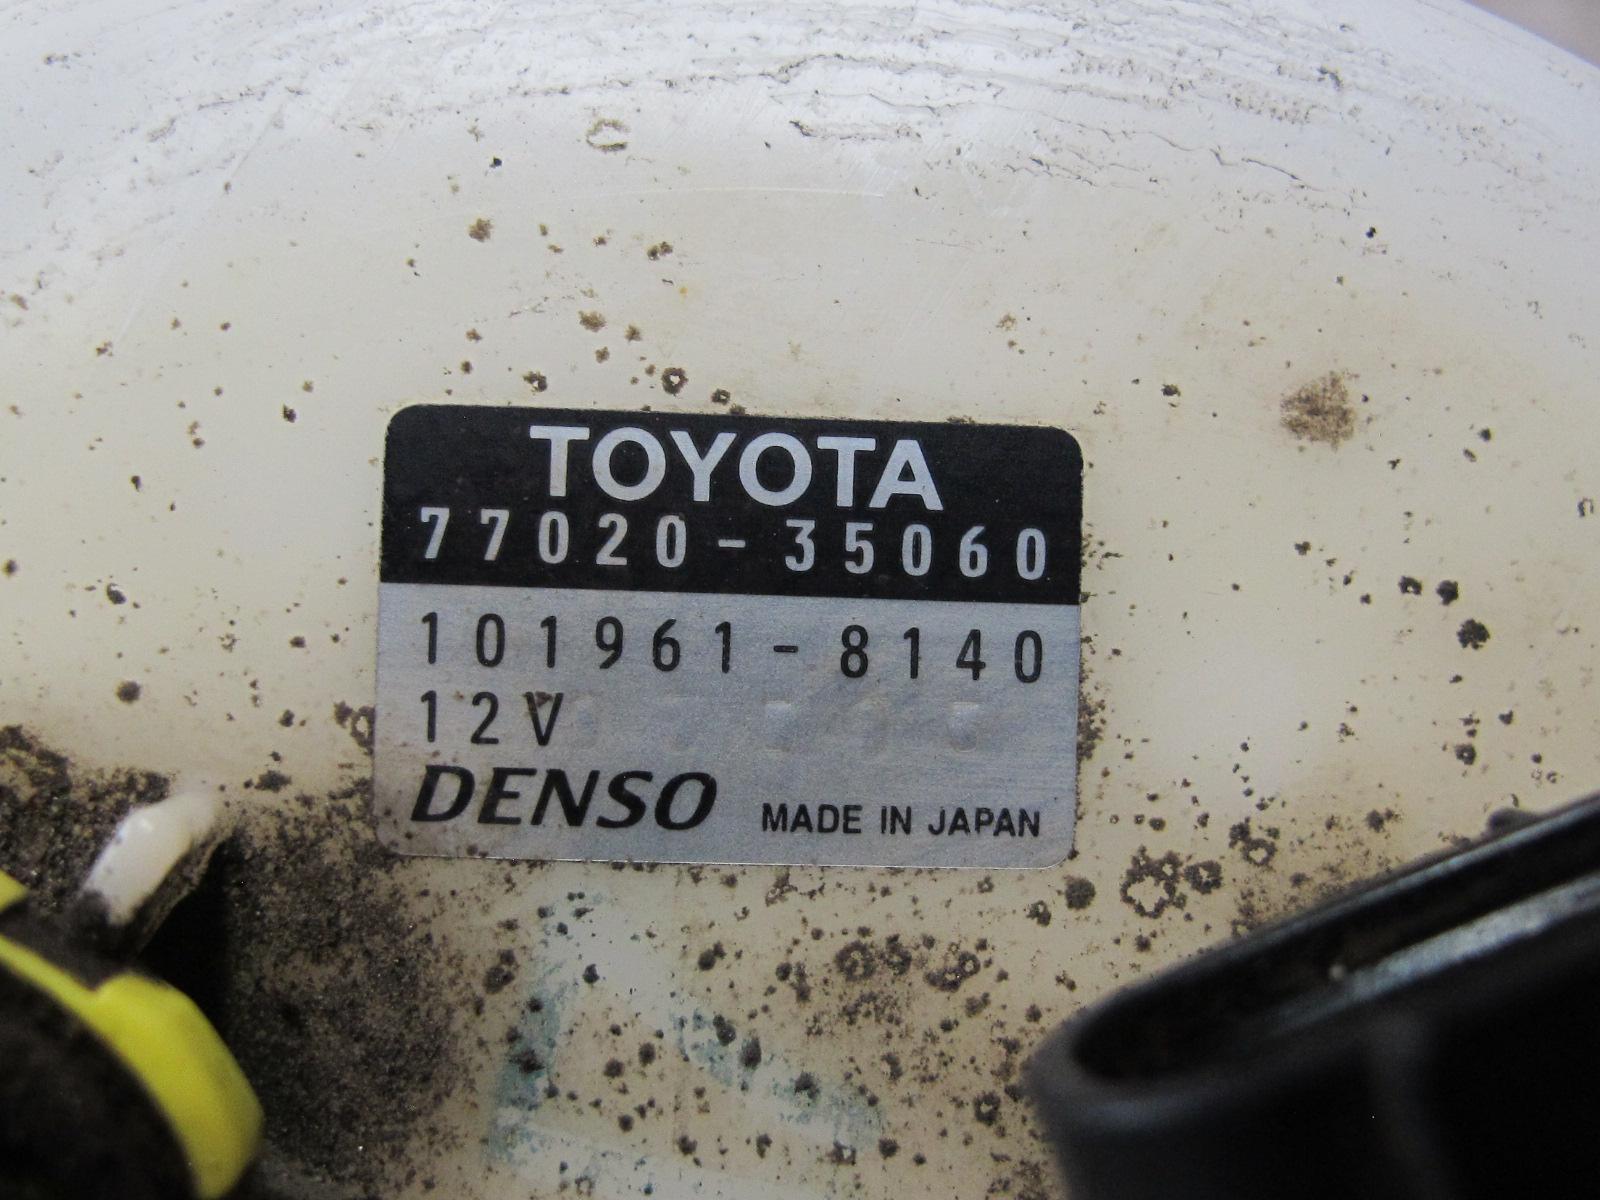 TOYOTA
77020-35060
101961-8140
12V
DENSO MADE IN JAPAN